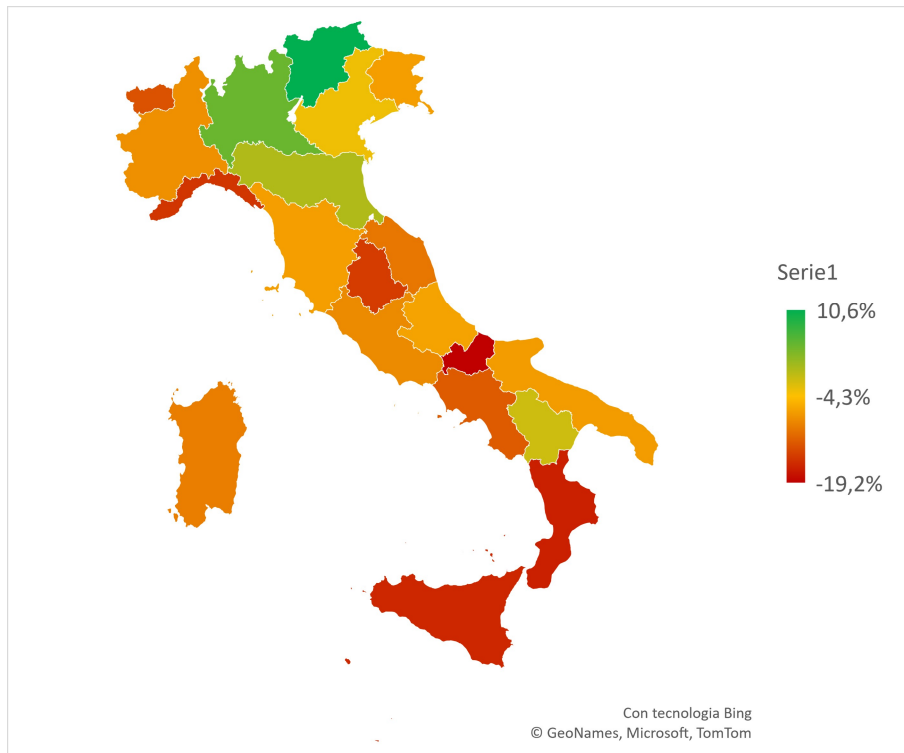 Serie1
10,6%
-4,3%
-19,2%
Con tecnologia Bing
© GeoNames, Microsoft, TomTom